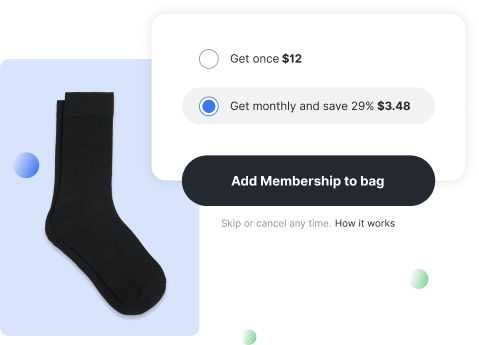 Get once $12
Get monthly and save 29% $3.48
Add Membership to bag
Skip or cancel any time. How it works